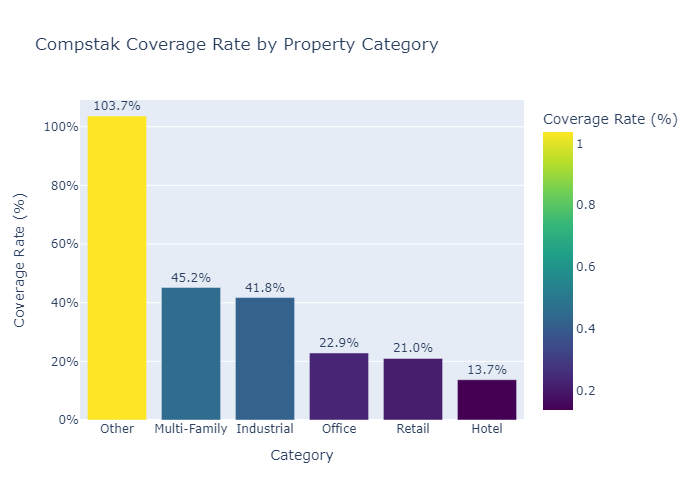 Compstak Coverage Rate by Property Category
Coverage Rate (%)
100%
80%
60%
40%
20%
0%
103.7%
45.2%
41.8%
22.9%
21.0%
13.7%
Other
Multi-Family
Industrial
Office
Retail
Hotel
Category
Coverage Rate (%)
1
0.8
0.6
0.4
0.2